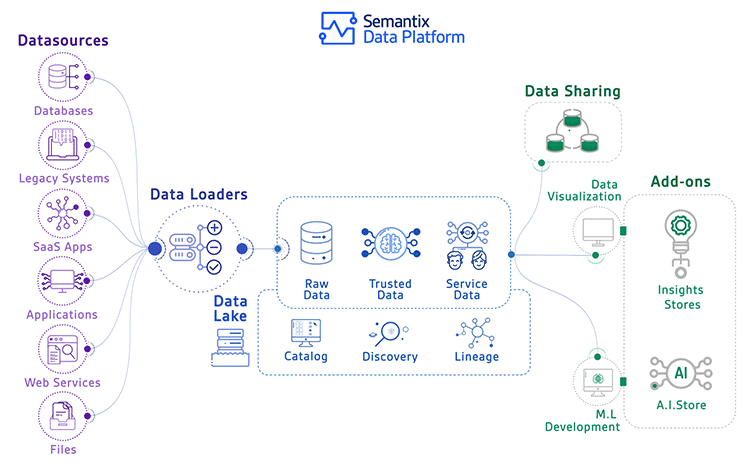 Semantix
Data Platform
Datasources
Databases
Legacy Systems
SaaS Apps
Applications
Web Services
Files
Data Loaders
Data
Lake
Raw
Data
Trusted
Data
Service
Data
Catalog
Discovery
Lineage
Data Sharing
Data
Visualization
M.L
Development
Add-ons
Insights
Stores
AI
A.I.Store